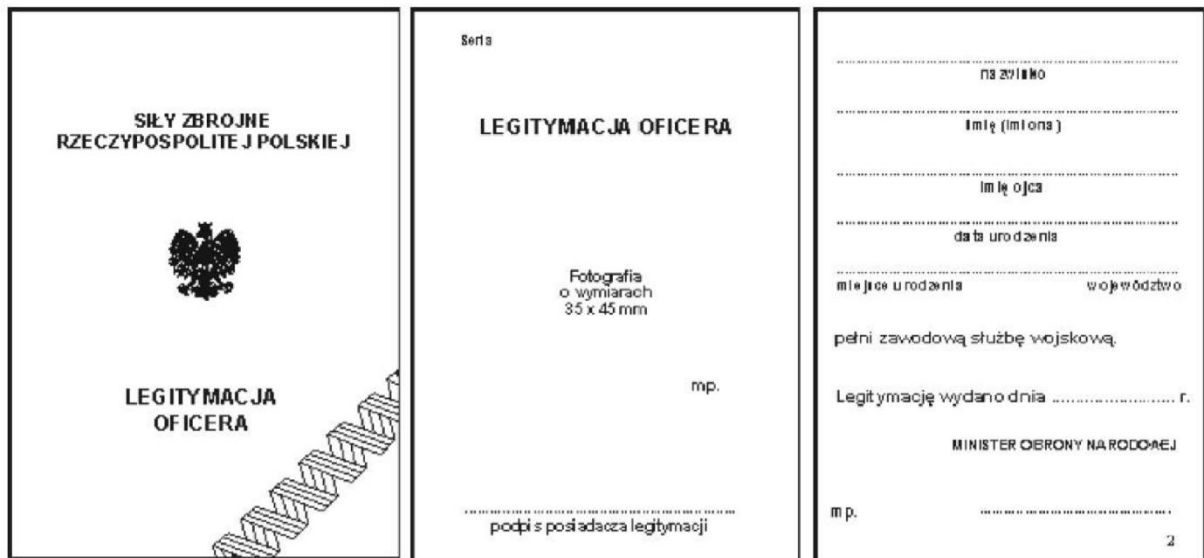 SIŁY ZBROJNE
RZECZYPOSPOLITEJ POLSKIEJ
LEGITYMACJA
OFICERA
Seria
LEGITYMACJA OFICERA
Fotografia
o wymiarach
35 x 45 mm
mp.
podpis posiadacza legitymacji
nazwisko
imię (imiona)
imię ojca
data urodzenia
miejsce urodzenia województwo
pełni zawodową służbę wojskową.
Legitymację wydano dnia ............................ r.
MINISTER OBRONY NARODOWEJ
mp. ............................................
2